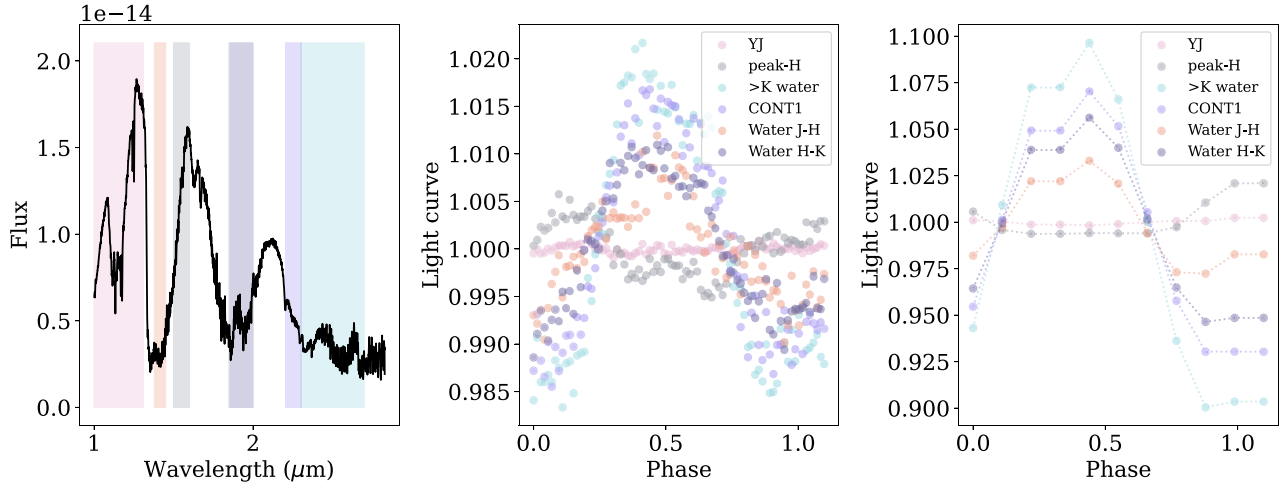 1e−14
2.0
1.5
1.0
0.5
0.0
Flux
1
2
Wavelength (μm)
1.020
1.015
1.010
1.005
1.000
0.995
0.990
0.985
Light curve
0.0
0.5
1.0
Phase
YJ
peak-H
>K water
CONT1
Water J-H
Water H-K
1.100
1.075
1.050
1.025
1.000
0.975
0.950
0.925
0.900
Light curve
0.0
0.5
1.0
Phase
YJ
peak-H
>K water
CONT1
Water J-H
Water H-K